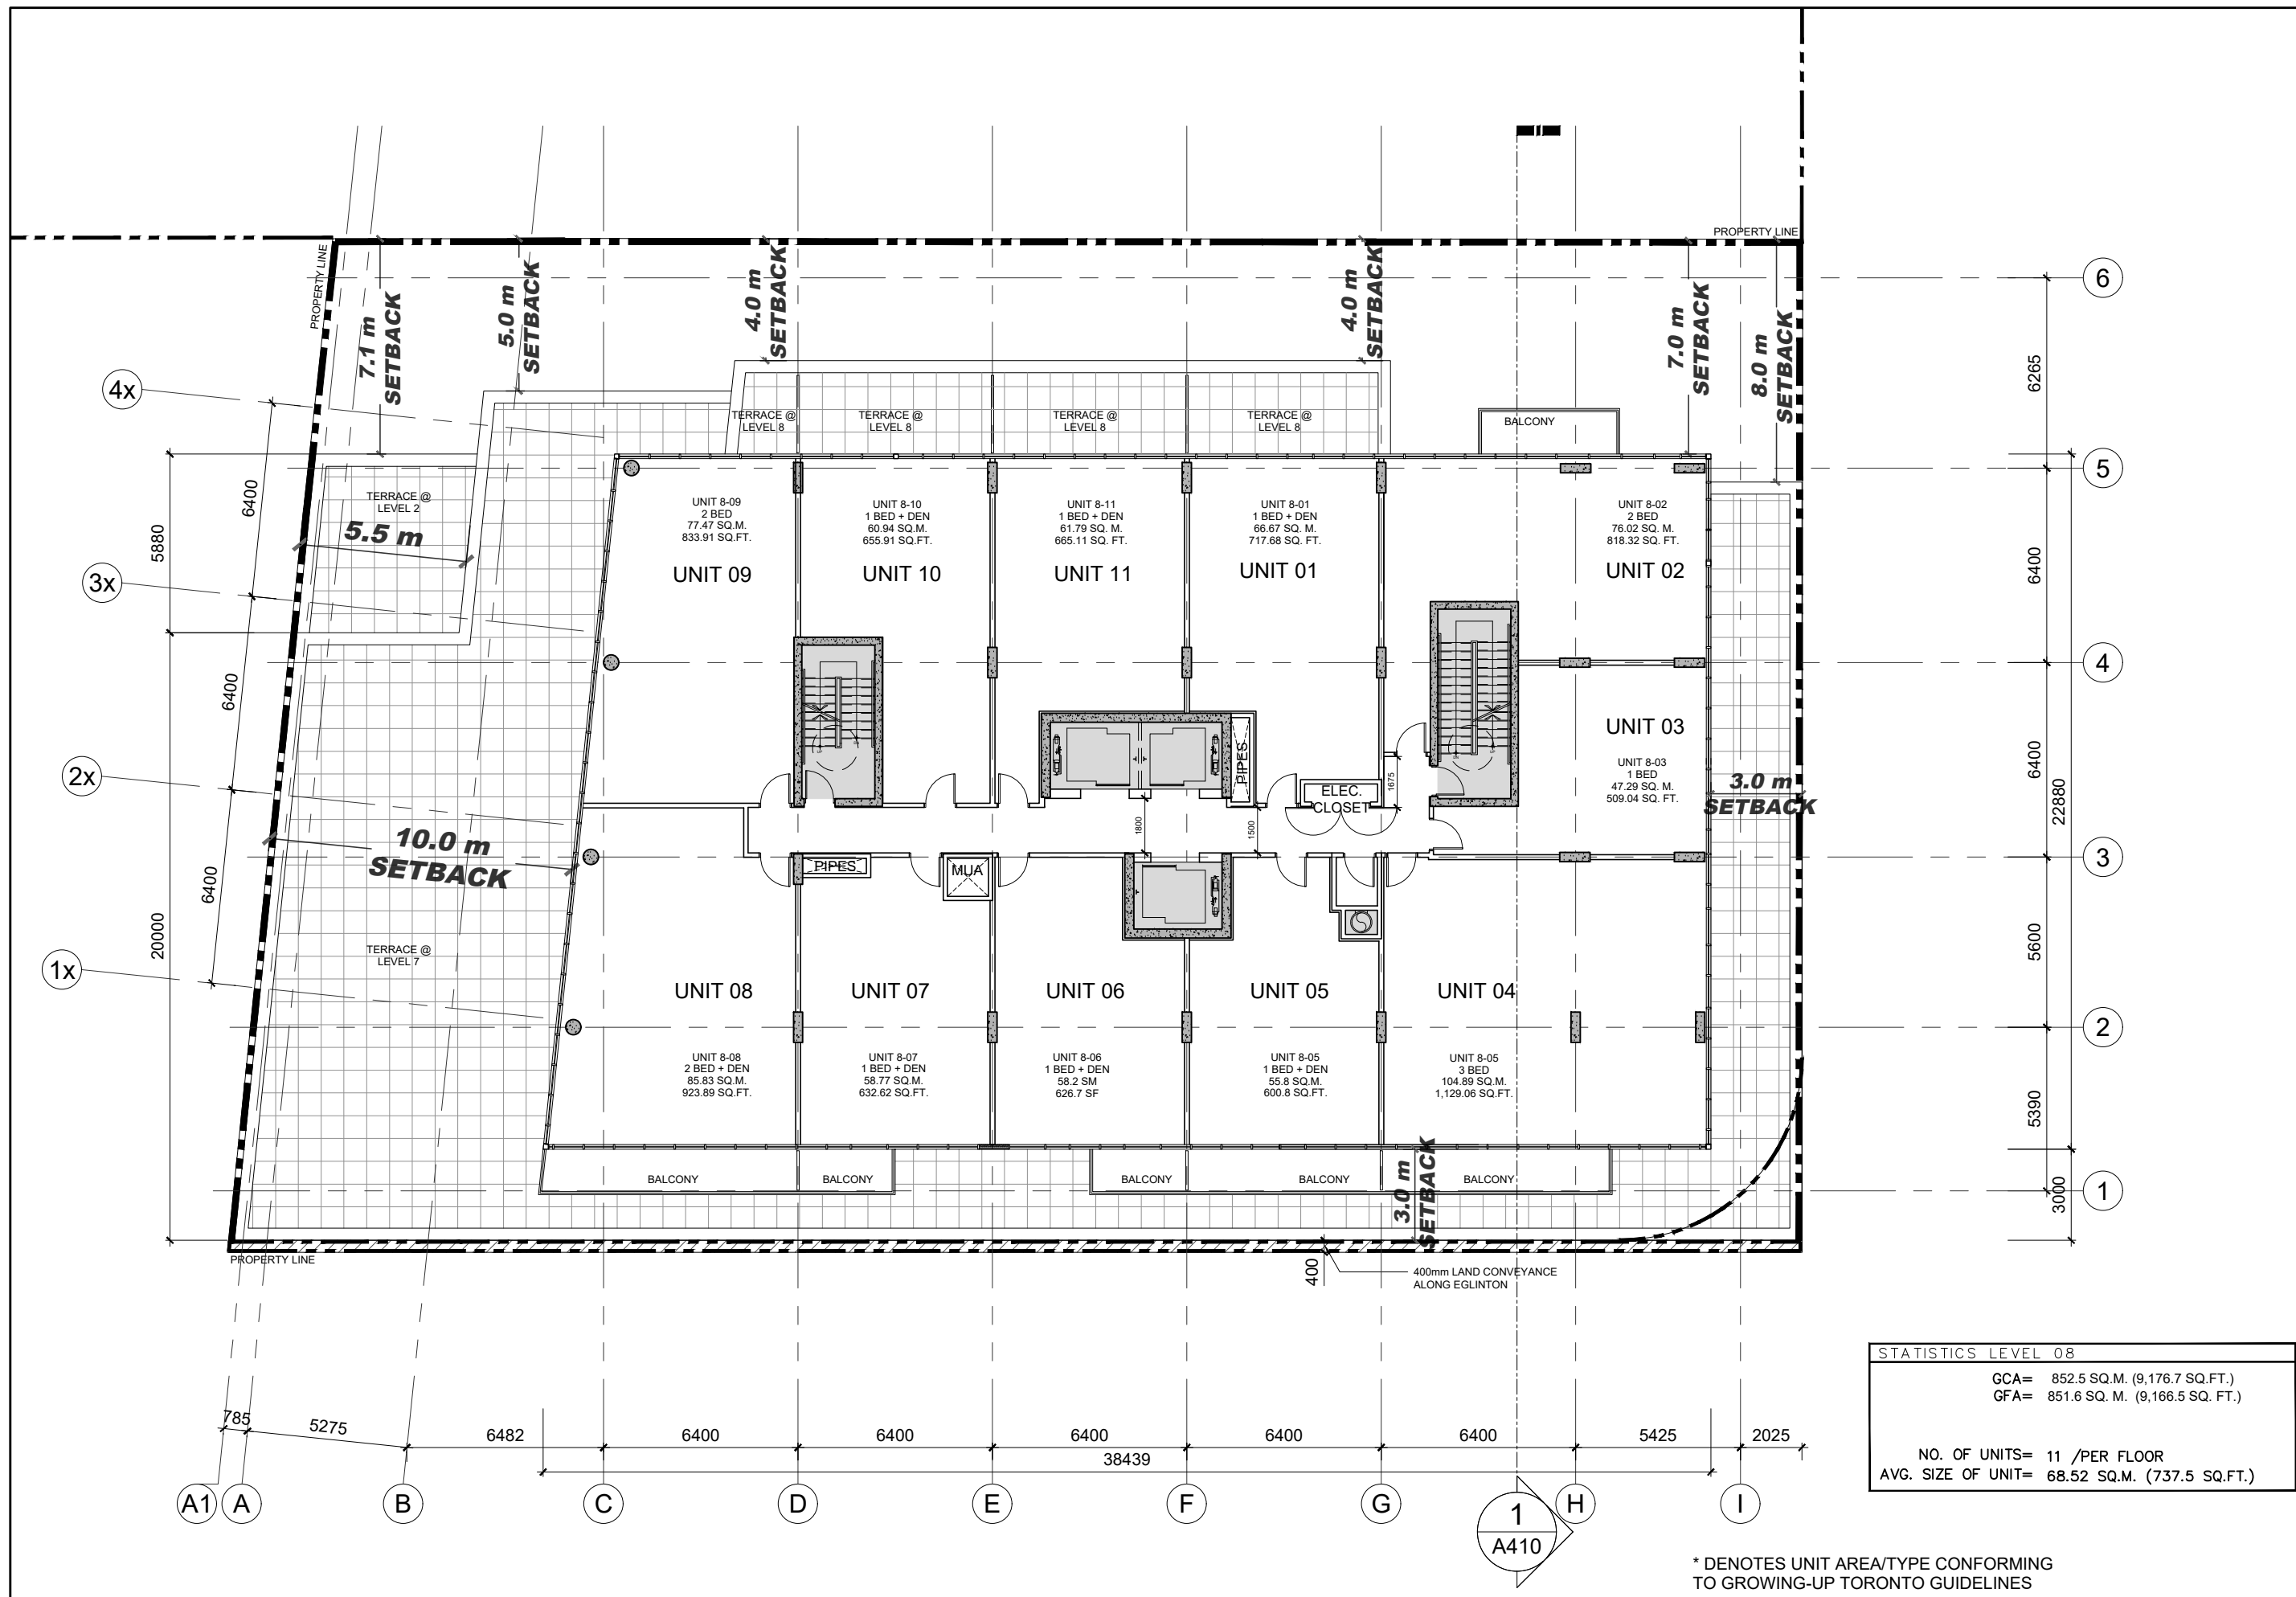 PROPERTY LINE
PROPERTY LINE
6
7.1 m
SETBACK
5.0 m
SETBACK
4.0 m
SETBACK
4.0 m
SETBACK
7.0 m
SETBACK
8.0 m
SETBACK
6265
4x
TERRACE @
LEVEL 8
TERRACE @
LEVEL 8
TERRACE @
LEVEL 8
TERRACE @
LEVEL 8
BALCONY
5
6400
5880
TERRACE @
LEVEL 2
5.5 m
UNIT 8-09
2 BED
77.47 SQ.M.
833.91 SQ.FT.
UNIT 09
UNIT 8-10
1 BED + DEN
60.94 SQ.M.
655.91 SQ.FT.
UNIT 10
UNIT 8-11
1 BED + DEN
61.79 SQ. M.
665.11 SQ. FT.
UNIT 11
UNIT 8-01
1 BED + DEN
66.67 SQ. M.
717.68 SQ. FT.
UNIT 01
UNIT 8-02
2 BED
76.02 SQ. M.
818.32 SQ. FT.
UNIT 02
6400
3x
4
6400
UNIT 03
UNIT 8-03
1 BED
47.29 SQ. M.
509.04 SQ. FT.
6400
22880
3.0 m
SETBACK
2x
PIPES
ELEC.
CLOSET
1675
1800
1500
10.0 m
SETBACK
6400
PIPES
MUA
3
20000
TERRACE @
LEVEL 7
1x
5600
UNIT 08
UNIT 07
UNIT 06
UNIT 05
UNIT 04
2
UNIT 8-08
2 BED + DEN
85.83 SQ.M.
923.89 SQ.FT.
UNIT 8-07
1 BED + DEN
58.77 SQ.M.
632.62 SQ.FT.
UNIT 8-06
1 BED + DEN
58.2 SM
626.7 SF
UNIT 8-05
1 BED + DEN
55.8 SQ.M.
600.8 SQ.FT.
UNIT 8-05
3 BED
104.89 SQ.M.
1,129.06 SQ.FT.
5390
BALCONY
BALCONY
BALCONY
BALCONY
BALCONY
3.0 m
SETBACK
1
3000
PROPERTY LINE
400
400mm LAND CONVEYANCE
ALONG EGLINTON
785
5275
6482
6400
6400
6400
6400
6400
5425
2025
38439
A1
A
B
C
D
E
F
G
H
I
1
A410
STATISTICS LEVEL 08
GCA= 852.5 SQ.M. (9,176.7 SQ.FT.)
GFA= 851.6 SQ. M. (9,166.5 SQ. FT.)
NO. OF UNITS= 11 /PER FLOOR
AVG. SIZE OF UNIT= 68.52 SQ.M. (737.5 SQ.FT.)
* DENOTES UNIT AREA/TYPE CONFORMING
TO GROWING-UP TORONTO GUIDELINES